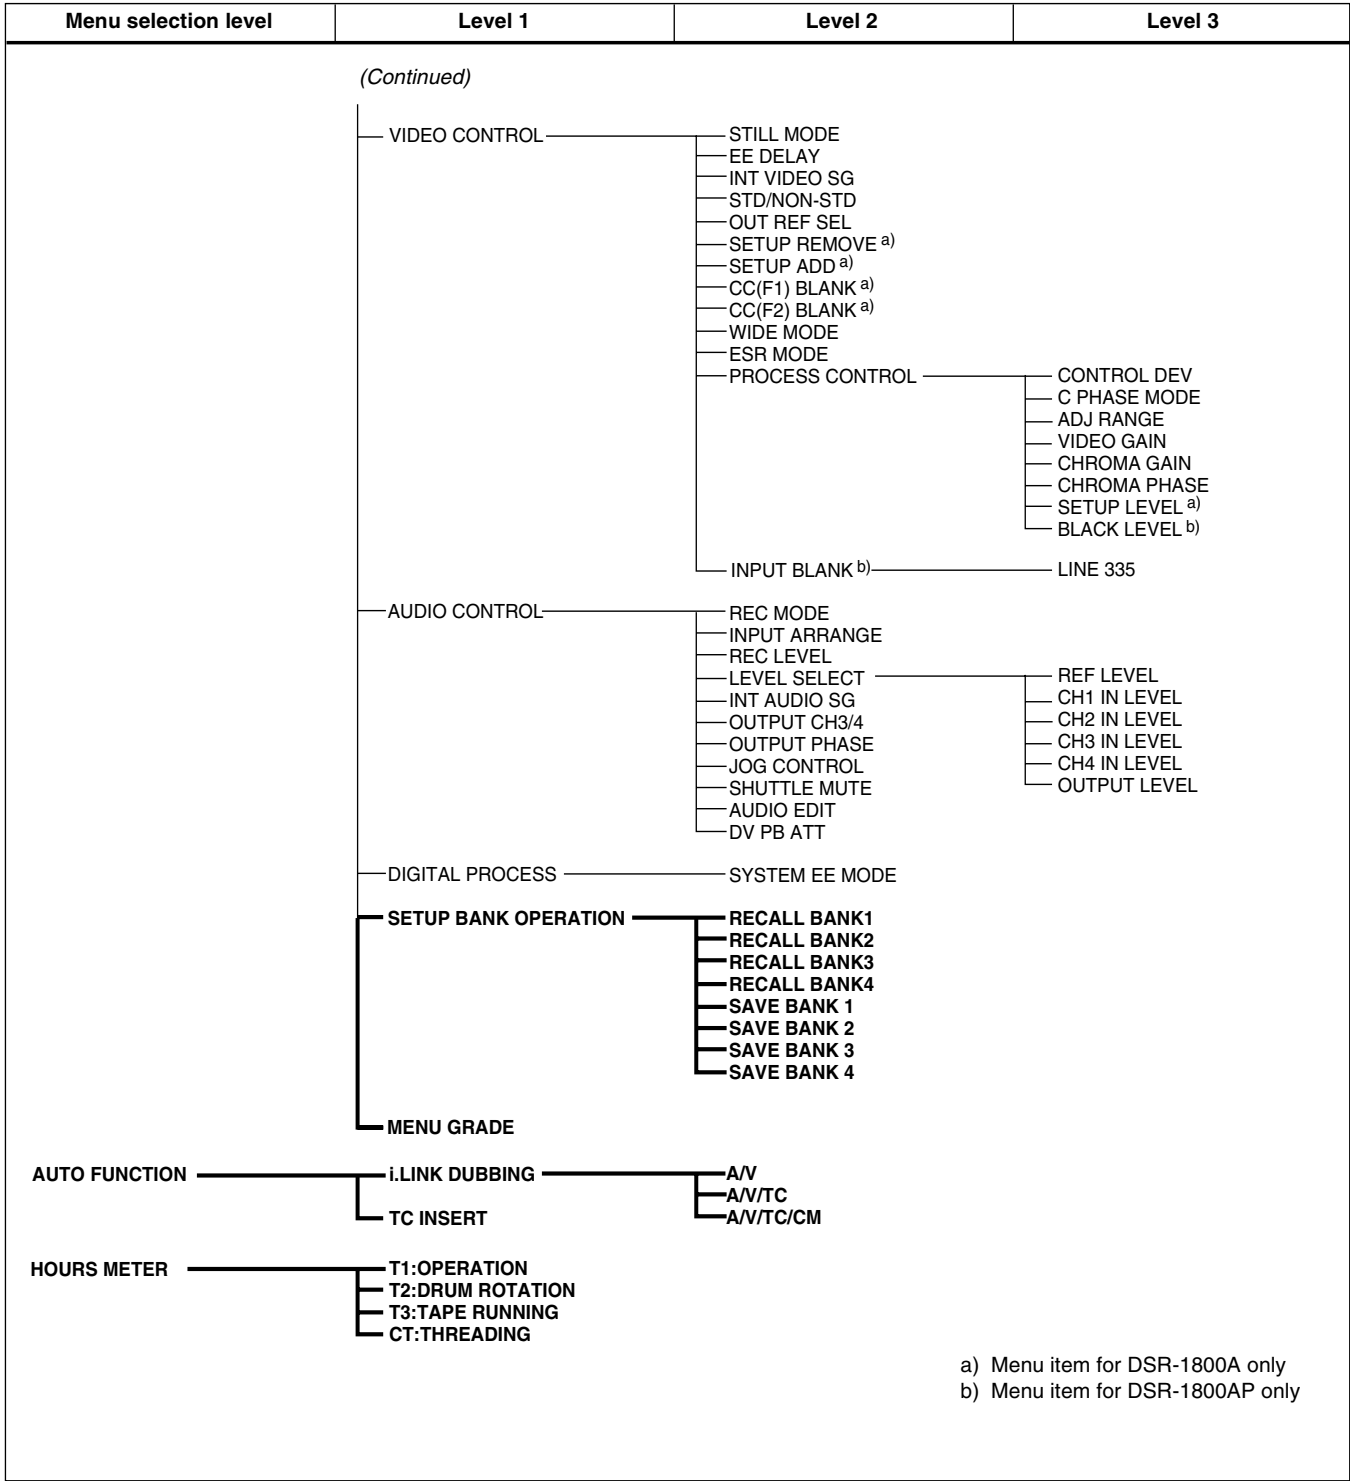 Menu selection level Level 1 Level 2 Level 3
(Continued)
VIDEO CONTROL STILL MODE
EE DELAY
INT VIDEO SG
STD/NON-STD
OUT REF SEL
SETUP REMOVE a)
SETUP ADD a)
CC(F1) BLANK a)
CC(F2) BLANK a)
WIDE MODE
ESR MODE
PROCESS CONTROL CONTROL DEV
C PHASE MODE
ADJ RANGE
VIDEO GAIN
CHROMA GAIN
CHROMA PHASE
SETUP LEVEL a)
BLACK LEVEL b)
INPUT BLANK b) LINE 335
AUDIO CONTROL REC MODE
INPUT ARRANGE
REC LEVEL
LEVEL SELECT REF LEVEL
INT AUDIO SG CH1 IN LEVEL
OUTPUT CH3/4 CH2 IN LEVEL
OUTPUT PHASE CH3 IN LEVEL
JOG CONTROL CH4 IN LEVEL
SHUTTLE MUTE OUTPUT LEVEL
AUDIO EDIT
DV PB ATT
DIGITAL PROCESS SYSTEM EE MODE
SETUP BANK OPERATION RECALL BANK1
RECALL BANK2
RECALL BANK3
RECALL BANK4
SAVE BANK 1
SAVE BANK 2
SAVE BANK 3
SAVE BANK 4
MENU GRADE
AUTO FUNCTION i.LINK DUBBING A/V
A/V/TC
TC INSERT A/V/TC/CM
HOURS METER T1:OPERATION
T2:DRUM ROTATION
T3:TAPE RUNNING
CT:THREADING
a) Menu item for DSR-1800A only
b) Menu item for DSR-1800AP only